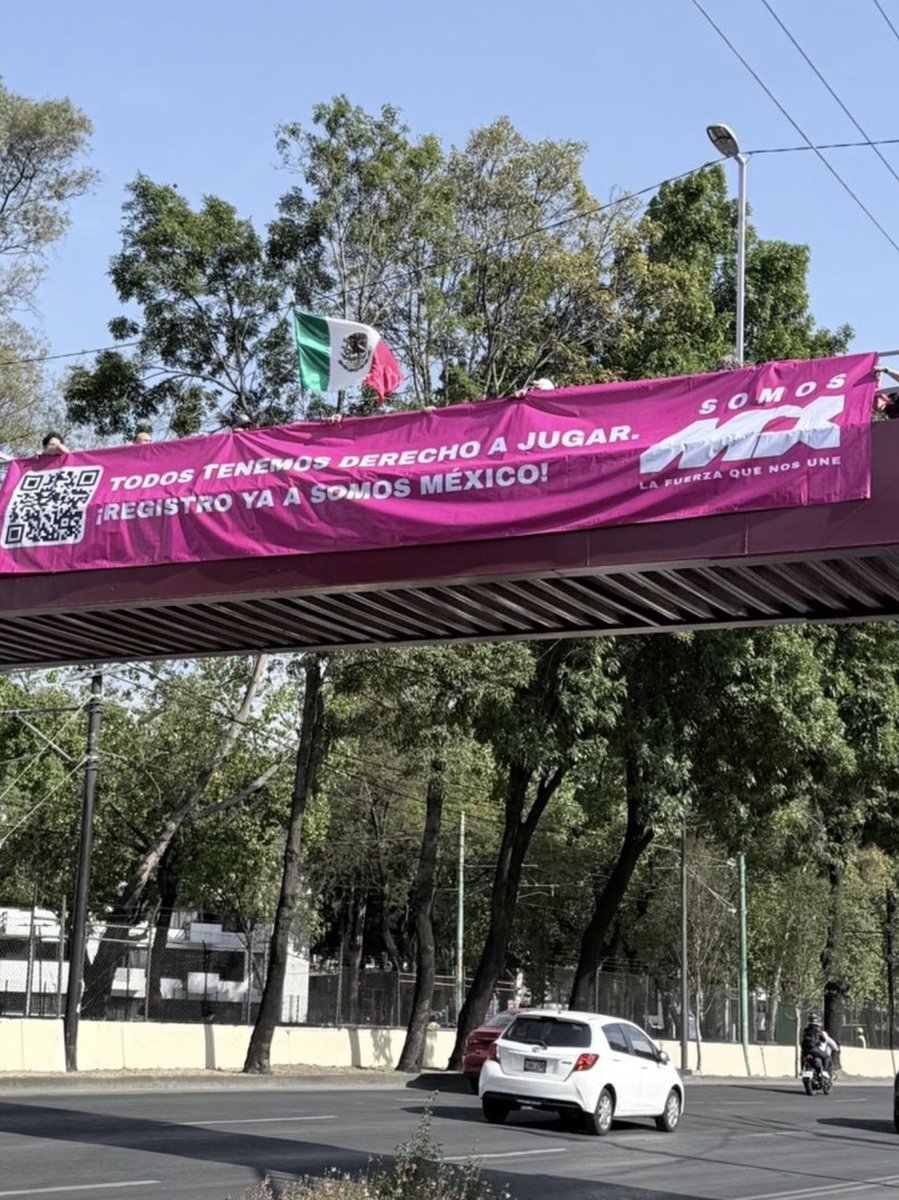 TODOS TENEMOS DERECHO A JUGAR.
¡REGISTRO YA A SOMOS MÉXICO!
SOMOS
MX
LA FUERZA QUE NOS UNE